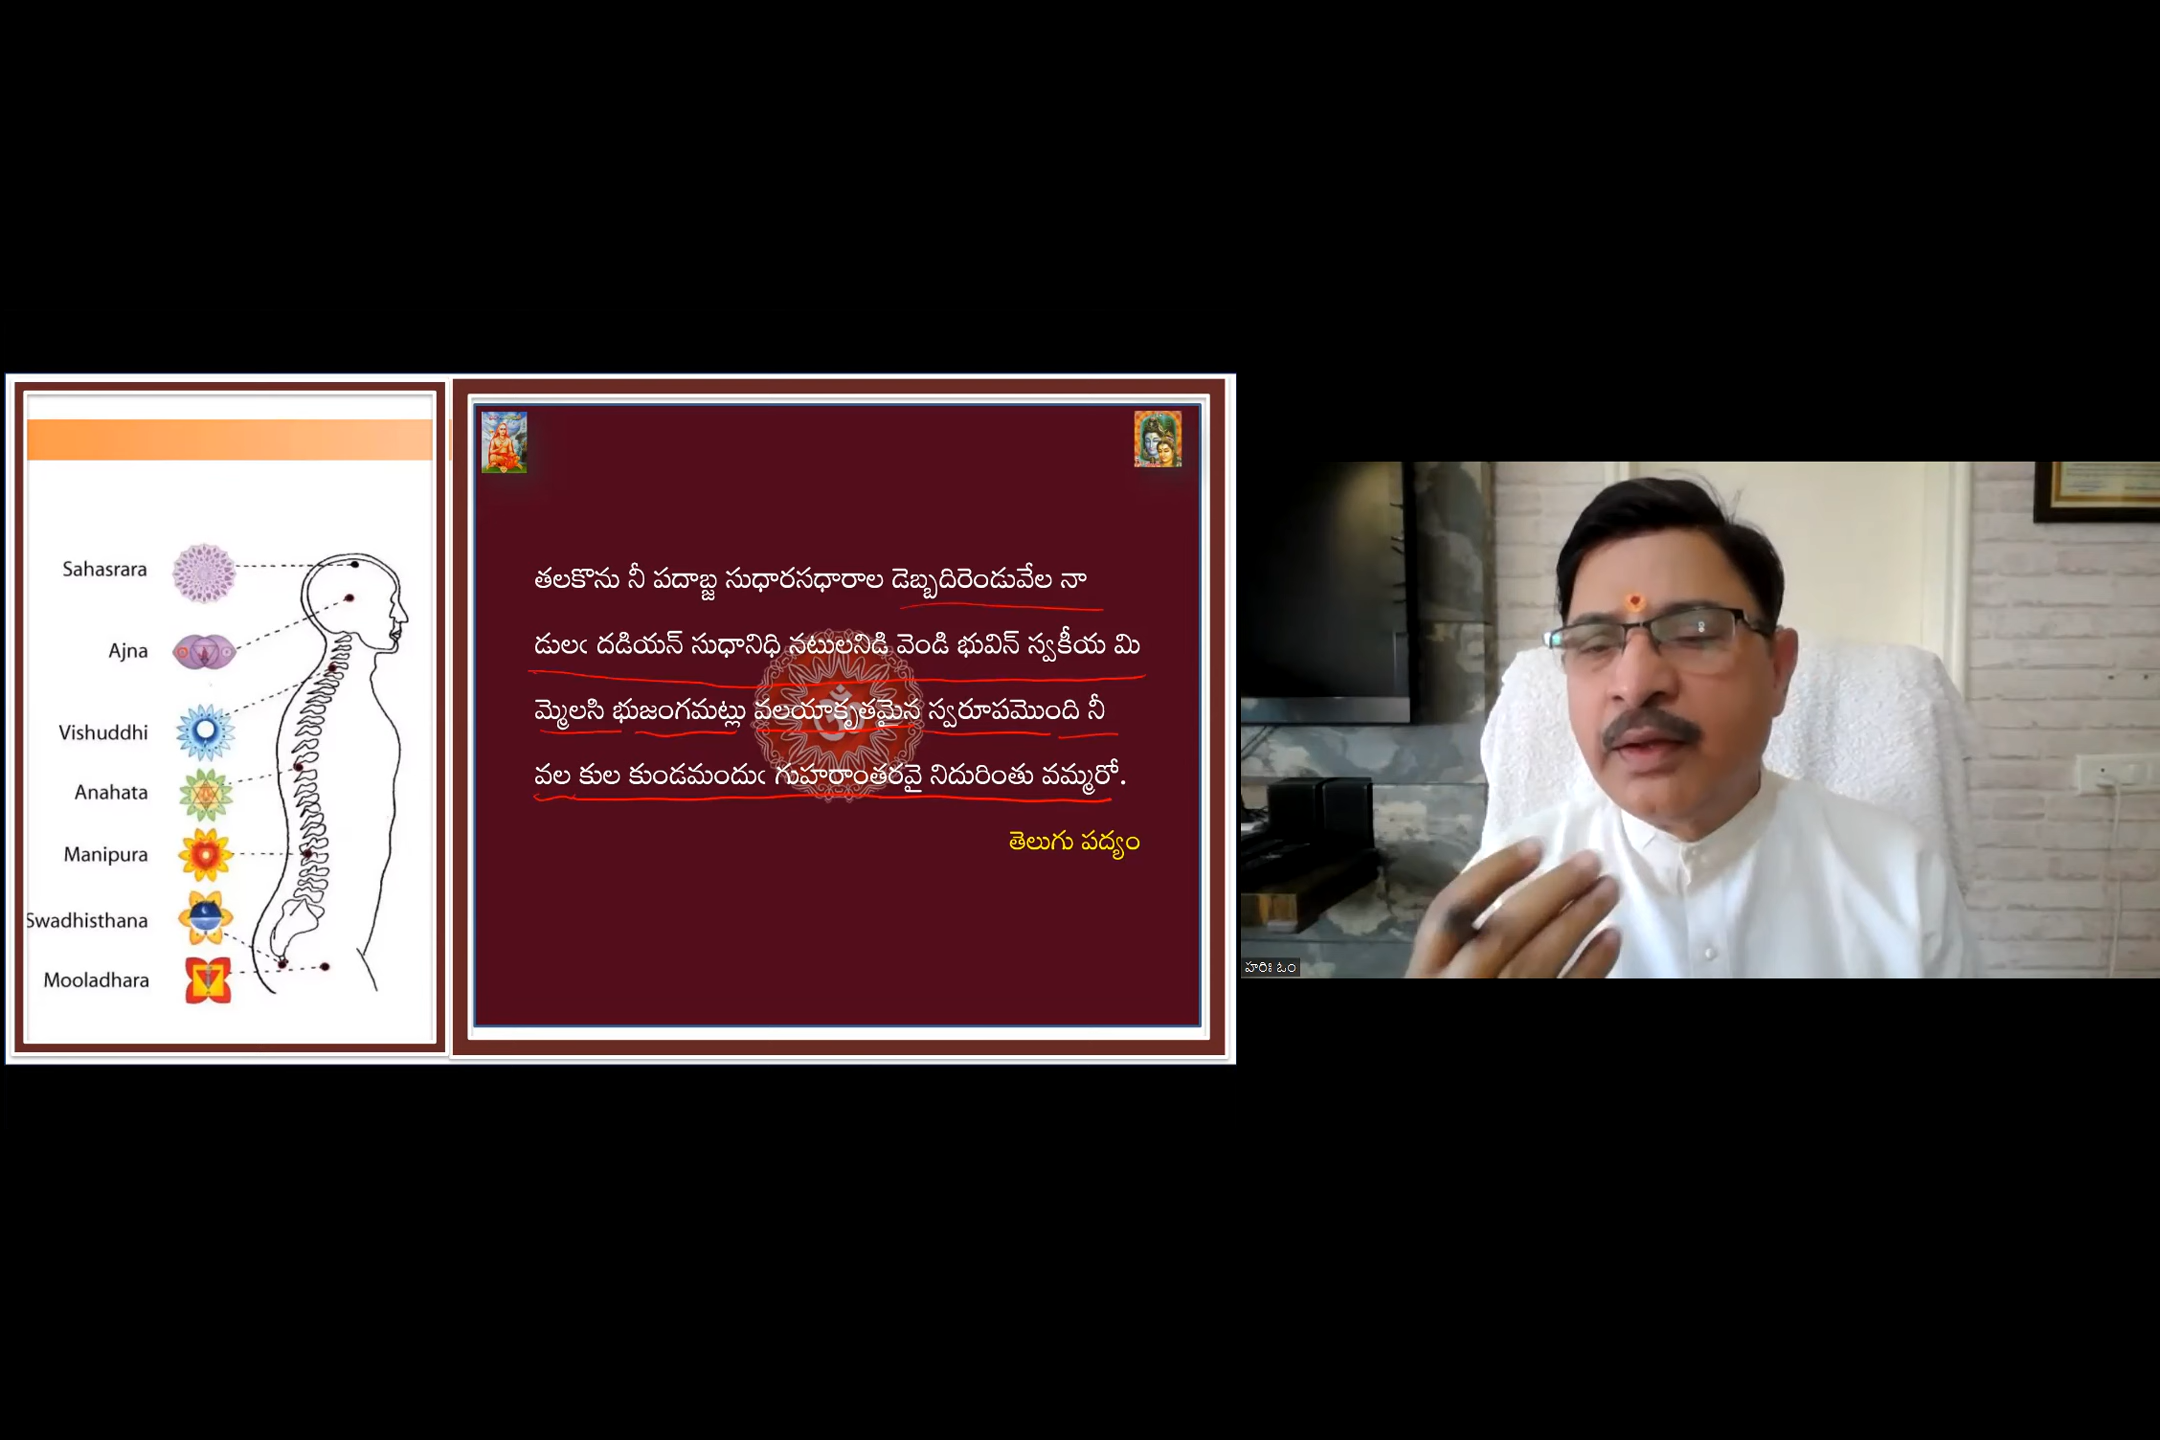 Sahasrara
Ajna
Vishuddhi
Anahata
Manipura
Swadhisthana
Mooladhara
తలకొను నీ పదాబ్జ సుధారసధారాల డెబ్బదిరెండువేల నా
డులఁ దడియన్ సుధానిధి నటులనిడి వెండి భువిన్ స్వకీయ మి
మ్మెలసి భుజంగమట్లు వలయాకృతమైన స్వరూపమొంది నీ
వల కుల కుండమందుఁ గుహరాంతరవై నిదురింతు వమ్మరో.
తెలుగు పద్యం
హరిః ఓం